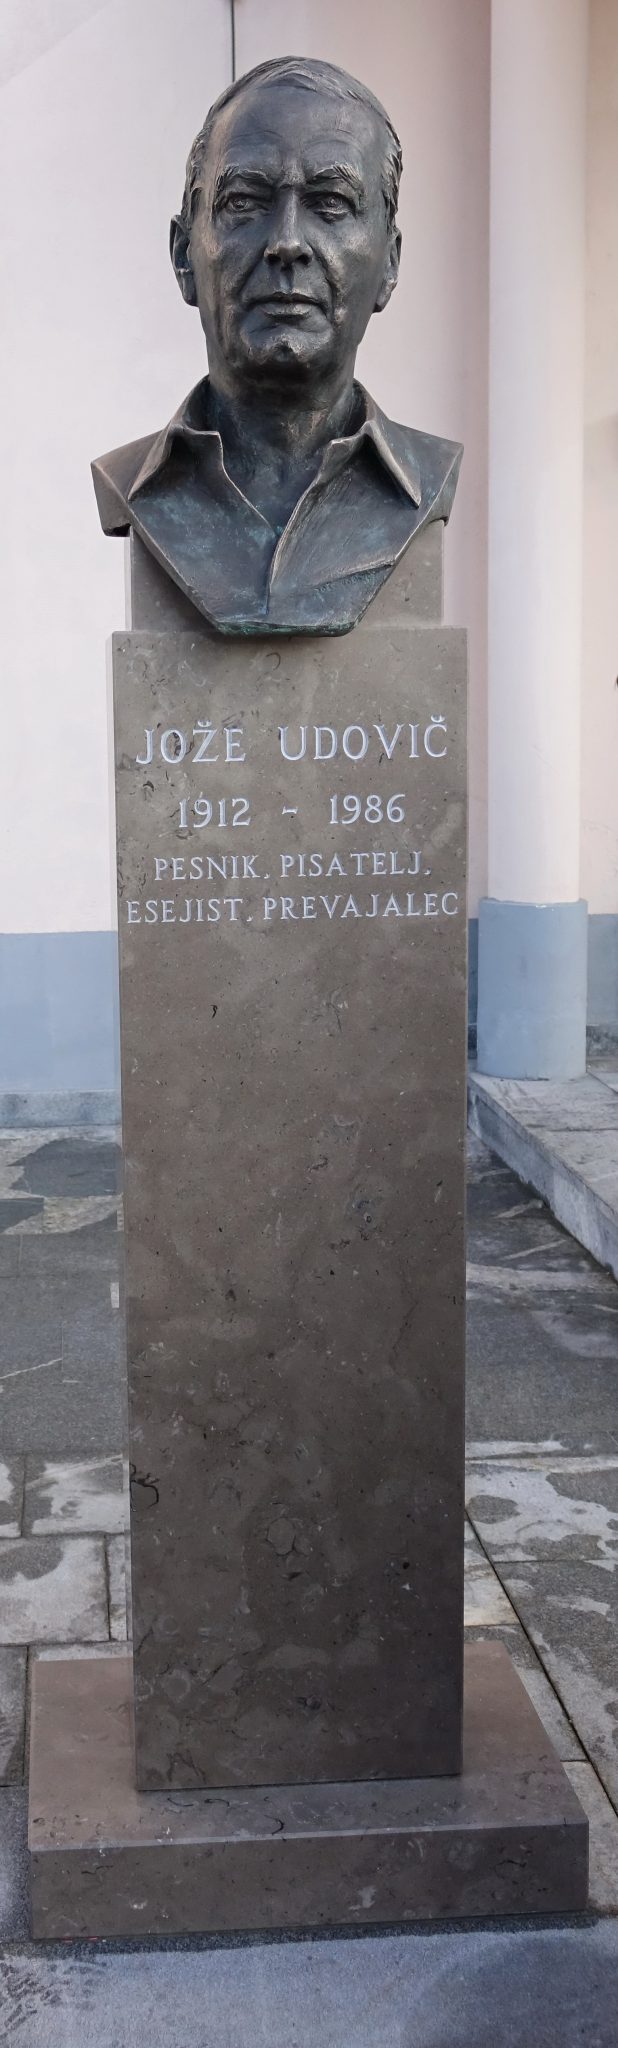 JOŽE UDOVIČ
1912 - 1986
PESNIK, PISATELJ,
ESEJIST, PREVAJALEC